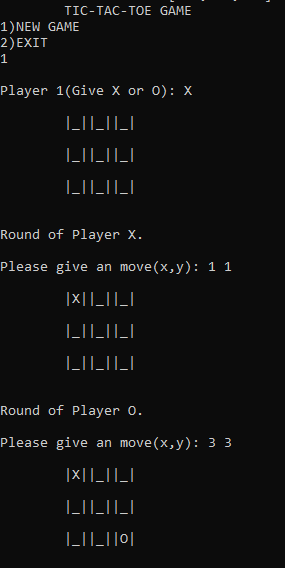 TIC-TAC-TOE GAME
1)NEW GAME
2)EXIT
1
Player 1(Give X or O): X
|_||_||_|
|_||_||_|
|_||_||_|
Round of Player X.
Please give an move(x,y): 1 1
|X||_||_|
|_||_||_|
|_||_||_|
Round of Player O.
Please give an move(x,y): 3 3
|X||_||_|
|_||_||_|
|_||_||O|